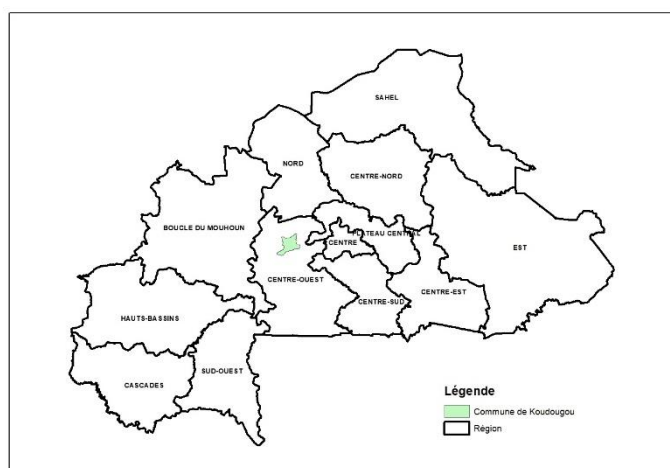 SAHEL
NORD
CENTRE-NORD
BOUCLE DU MOUHOUN
PLATEAU CENTRAL
CENTRE
EST
CENTRE-OUEST
CENTRE-EST
CENTRE-SUD
HAUTS-BASSINS
SUD-OUEST
CASCADES
Légende
Commune de Koudougou
Région